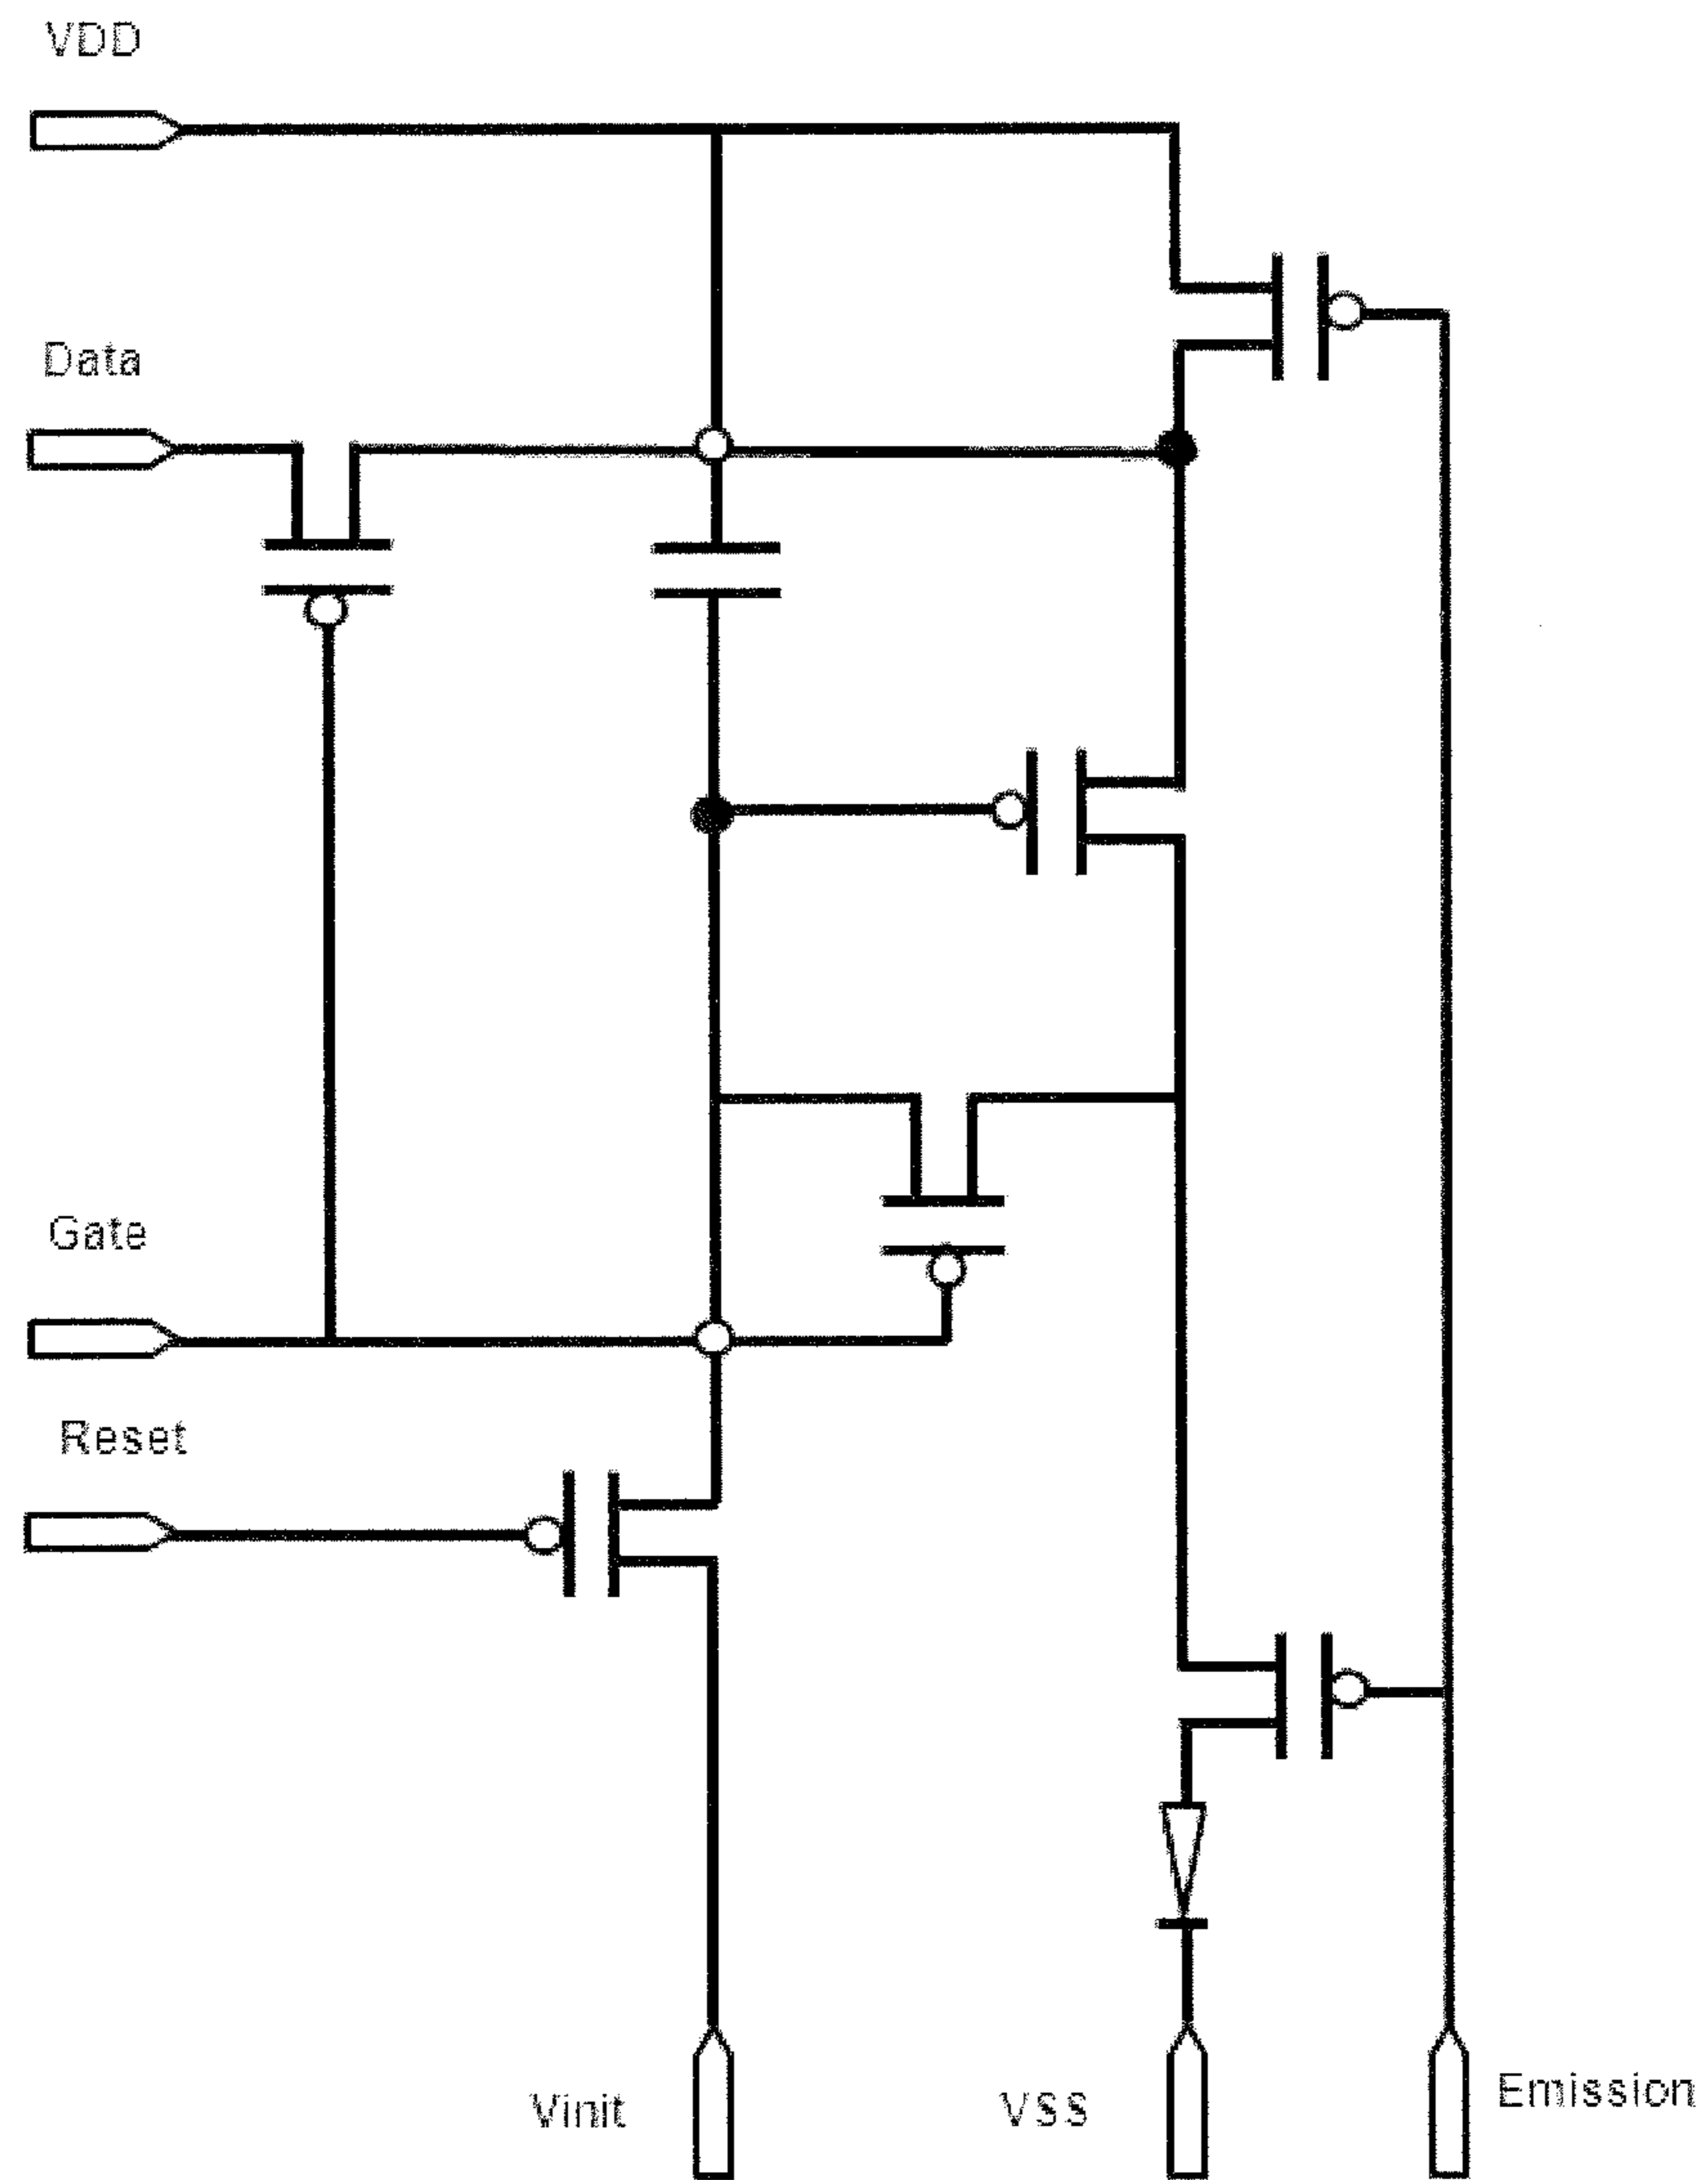 VDD
Data
Gate
Reset
Vinit
VSS
Emission